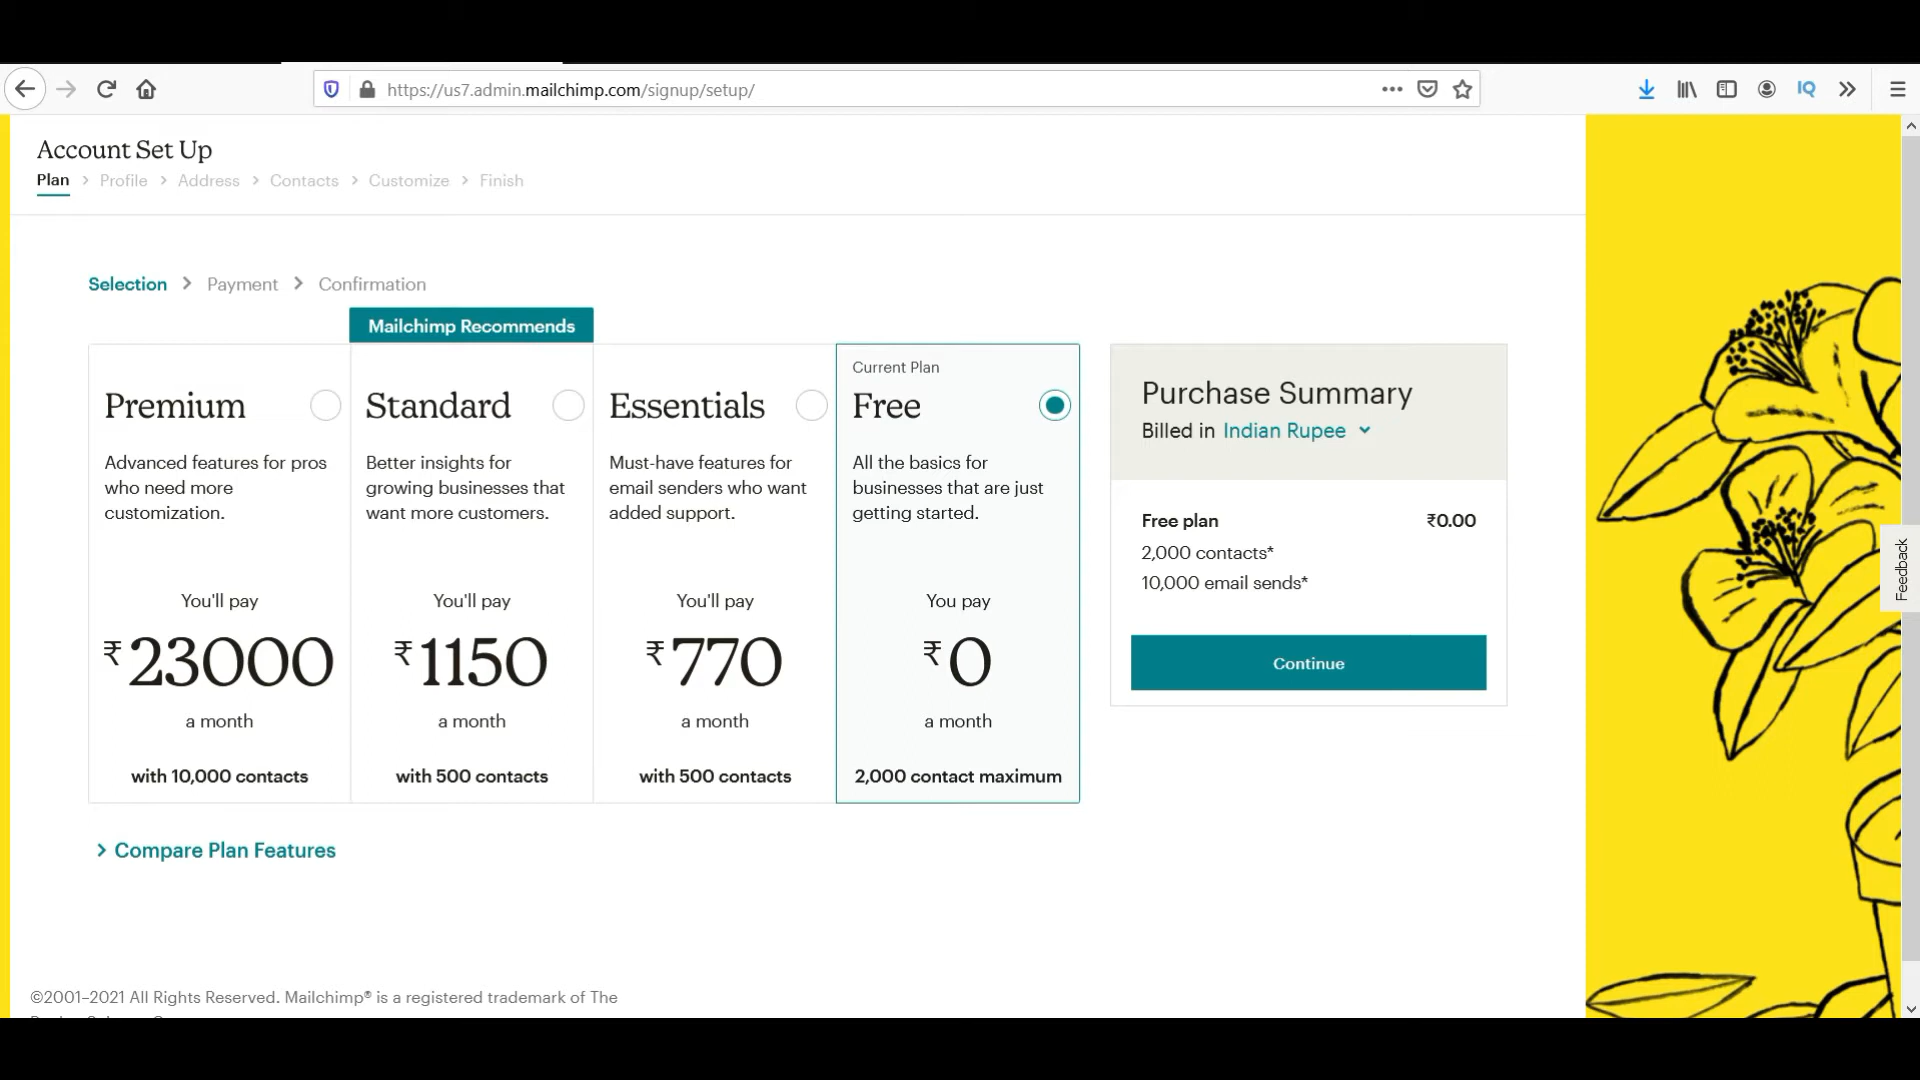 https://us7.admin.mailchimp.com/signup/setup/
IQ
Account Set Up
Plan > Profile > Address > Contacts > Customize > Finish
Selection > Payment > Confirmation
Mailchimp Recommends
Premium
Advanced features for pros
who need more
customization.
You'll pay
₹23000
a month
with 10,000 contacts
Standard
Better insights for
growing businesses that
want more customers.
You'll pay
₹1150
a month
with 500 contacts
Essentials
Must-have features for
email senders who want
added support.
You'll pay
₹770
a month
with 500 contacts
Current Plan
Free
All the basics for
businesses that are just
getting started.
You pay
₹0
a month
2,000 contact maximum
Purchase Summary
Billed in Indian Rupee
Free plan ₹0.00
2,000 contacts*
10,000 email sends*
Continue
Feedback
> Compare Plan Features
©2001–2021 All Rights Reserved. Mailchimp® is a registered trademark of The